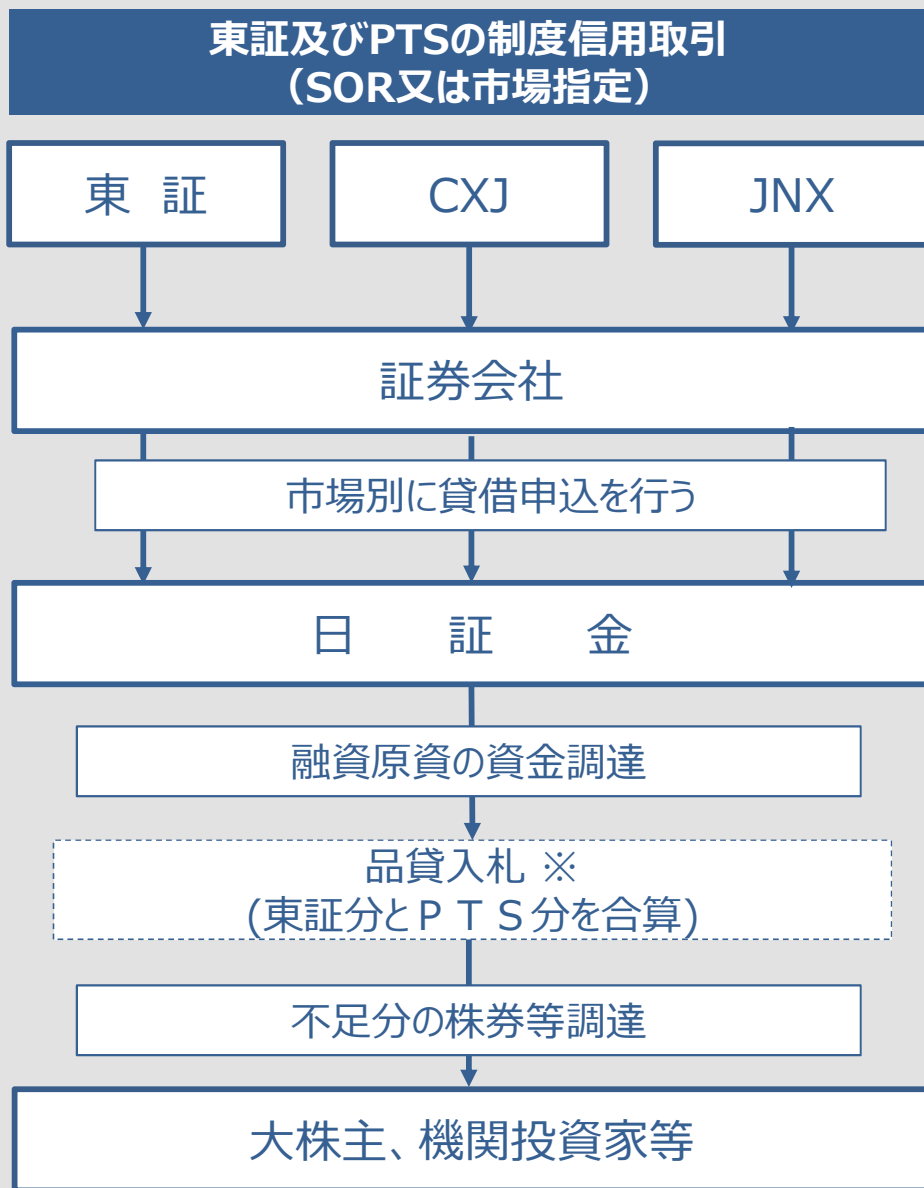 東証及びPTSの制度信用取引
（SOR又は市場指定）
東 証
CXJ
JNX
証券会社
市場別に貸借申込を行う
日 証 金
融資原資の資金調達
品貸入札 ※
(東証分とＰＴＳ分を合算)
不足分の株券等調達
大株主、機関投資家等